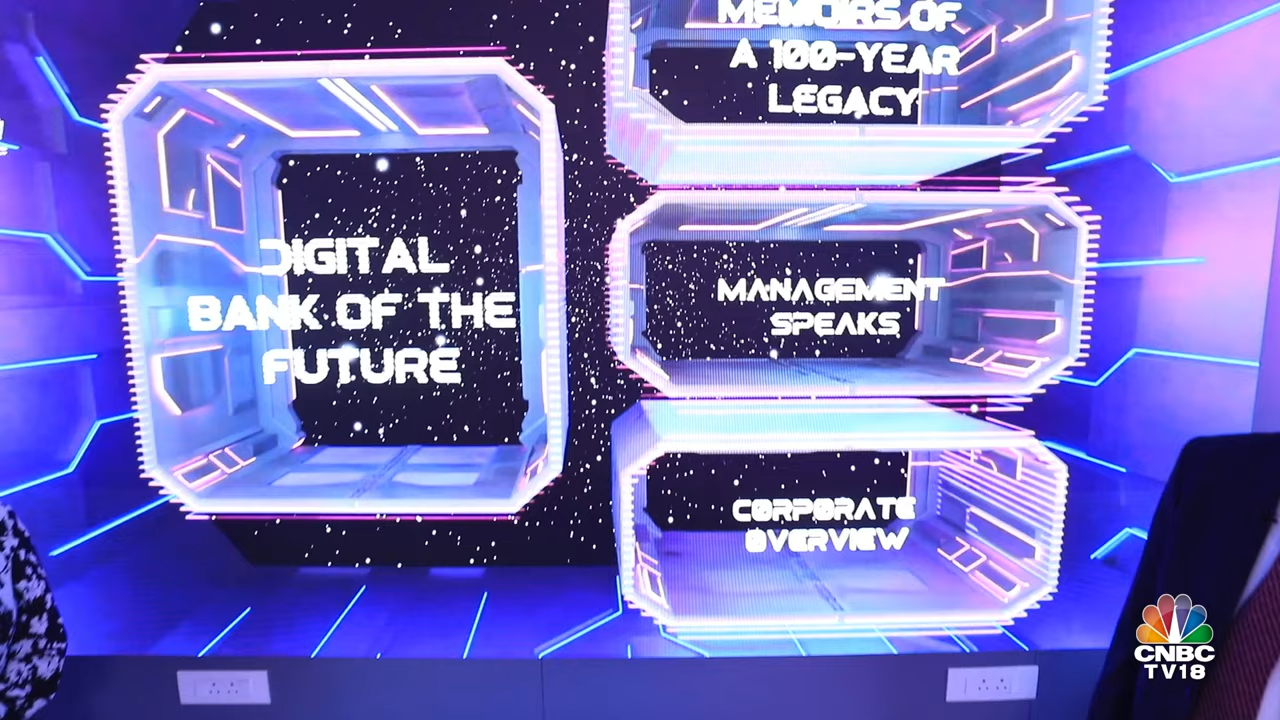 DIGITAL
BANK OF THE
FUTURE
MEMOIRS OF
A 100-YEAR
LEGACY
MANAGEMENT
SPEAKS
CORPORATE
OVERVIEW
CNBC
TV18